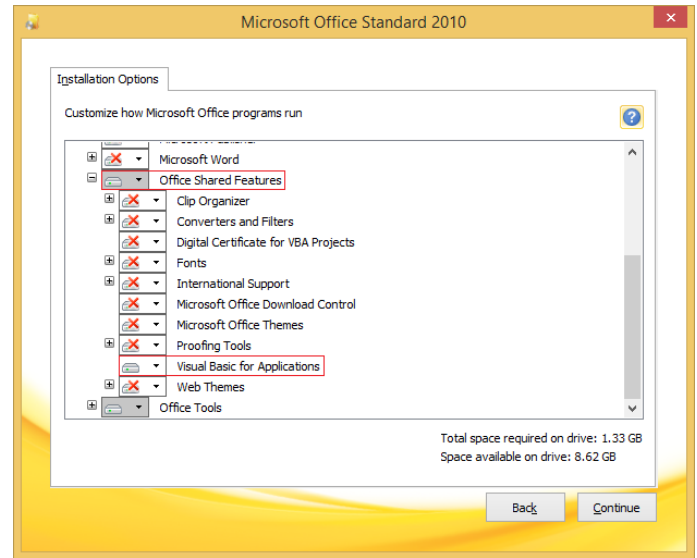 Microsoft Office Standard 2010
Installation Options
Customize how Microsoft Office programs run
Microsoft Publisher
Microsoft Word
Office Shared Features
Clip Organizer
Converters and Filters
Digital Certificate for VBA Projects
Fonts
International Support
Microsoft Office Download Control
Microsoft Office Themes
Proofing Tools
Visual Basic for Applications
Web Themes
Office Tools
Total space required on drive: 1.33 GB
Space available on drive: 8.62 GB
Back Continue